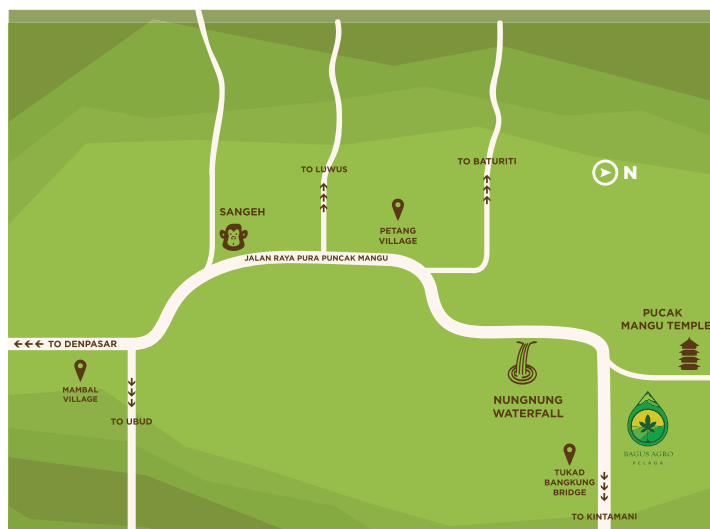 TO BATURITI
TO LUWUS
N
SANGEH
PETANG
VILLAGE
JALAN RAYA PURA PUNCAK MANGU
PUCAK
MANGU TEMPLE
TO DENPASAR
MAMBAL
VILLAGE
NUNGNUNG
WATERFALL
TO UBUD
BAGUS AGRO
PELAGA
TUKAD
BANGKUNG
BRIDGE
TO KINTAMANI